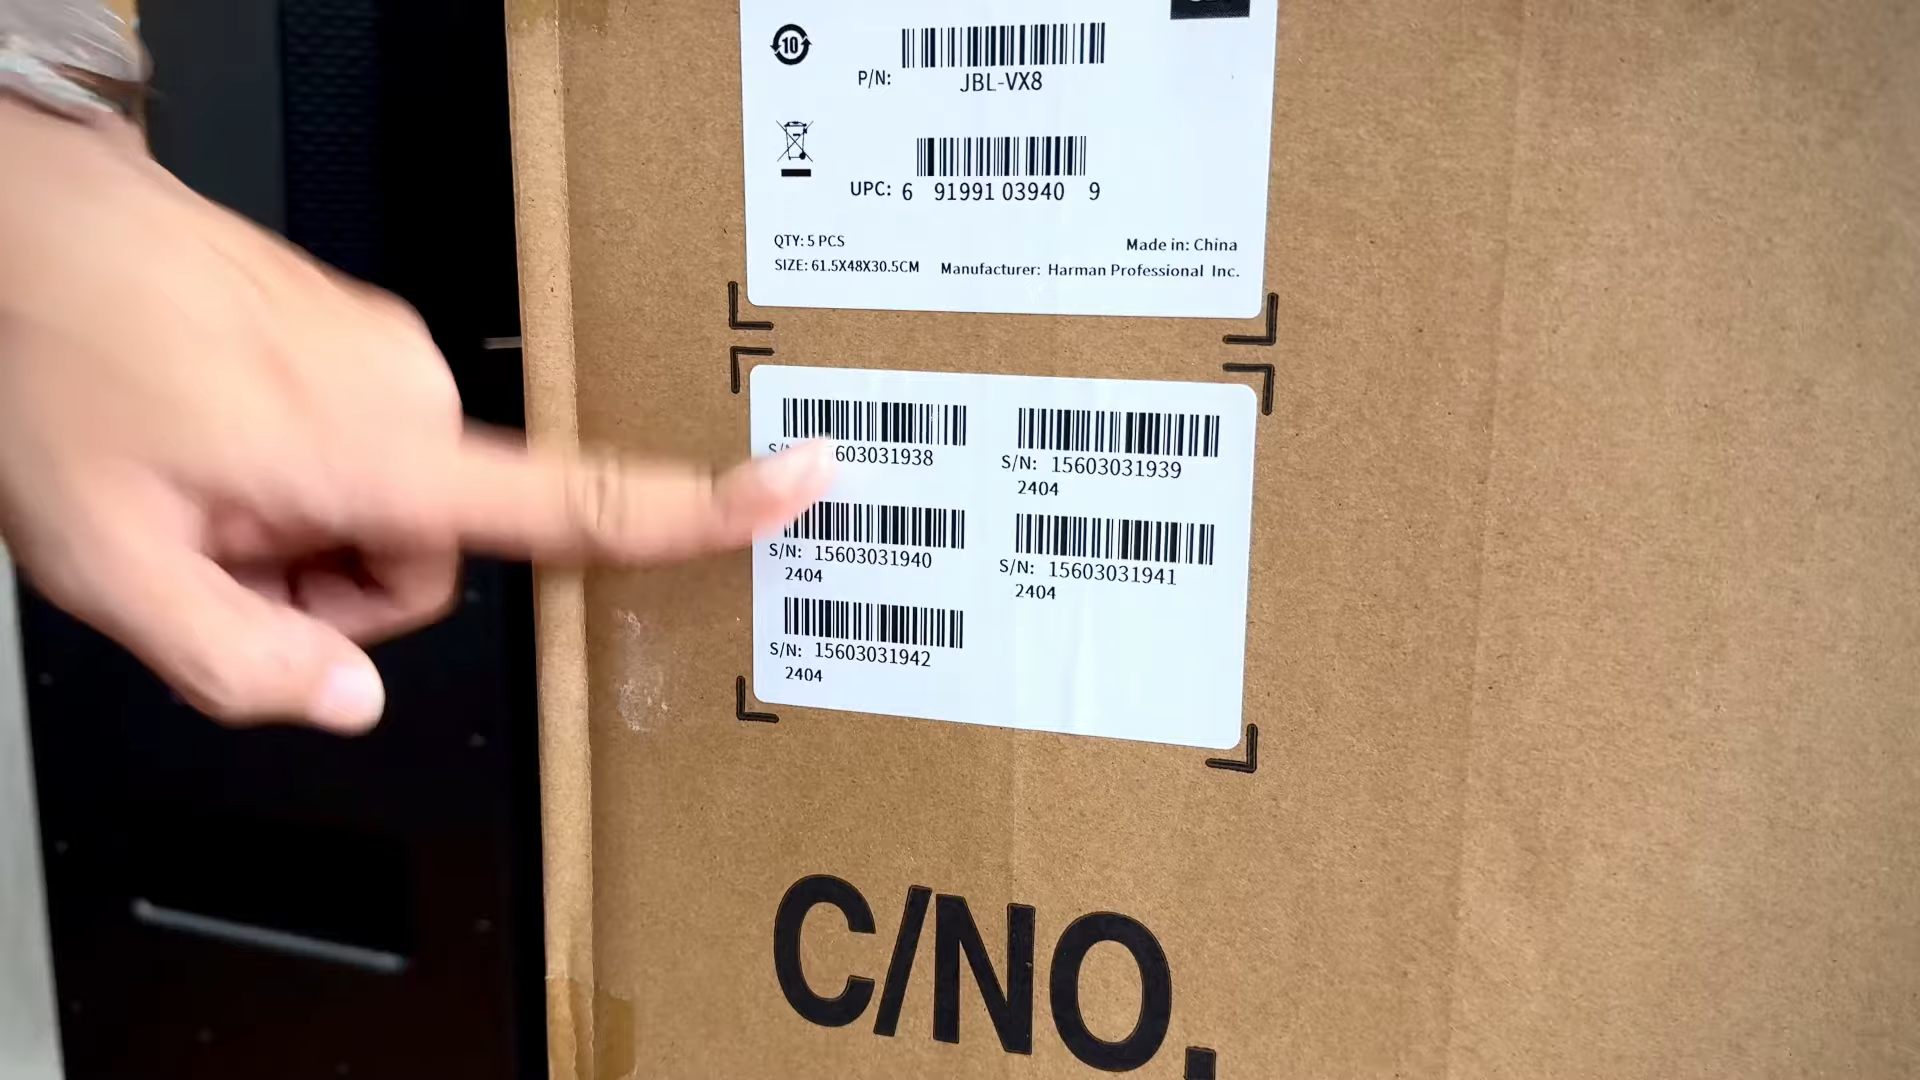 10
P/N:
JBL-VX8
UPC: 6 91991 03940 9
QTY: 5 PCS
Made in: China
SIZE: 61.5X48X30.5CM
Manufacturer: Harman Professional Inc.
603031938
S/N: 15603031939
2404
S/N: 15603031940
2404
S/N: 15603031941
2404
S/N: 15603031942
2404
C/NO.